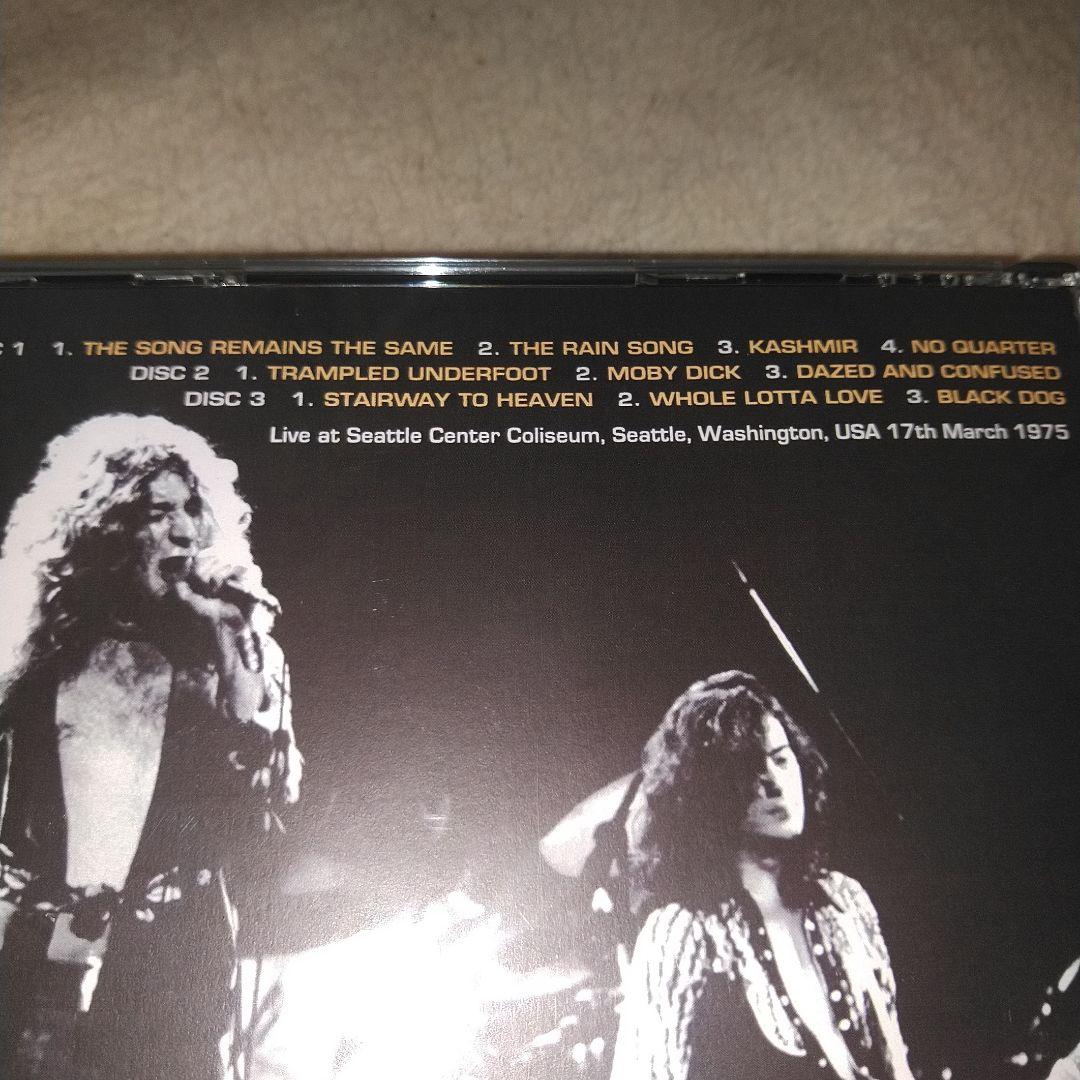 1 1. THE SONG REMAINS THE SAME 2. THE RAIN SONG 3. KASHMIR 4. NO QUARTER
DISC 2 1. TRAMPLED UNDERFOOT 2. MOBY DICK 3. DAZED AND CONFUSED
DISC 3 1. STAIRWAY TO HEAVEN 2. WHOLE LOTTA LOVE 3. BLACK DOG
Live at Seattle Center Coliseum, Seattle, Washington, USA 17th March 1975